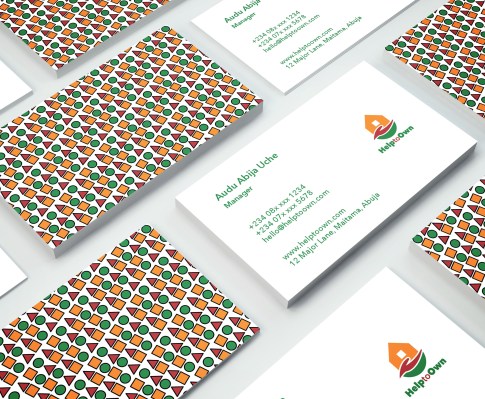 Audu Abija
Manager
+234 08x xxx 1234
+234 07x xxx 5678
hello@helptoown.com
www.helptoown.com
12 Major Lane, Maitama, Abuja
HelptoOwn
Audu Abija Uche
Manager
+234 08x xxx 1234
+234 07x xxx 5678
hello@helptoown.com
www.helptoown.com
12 Major Lane, Maitama, Abuja
HelptoOwn